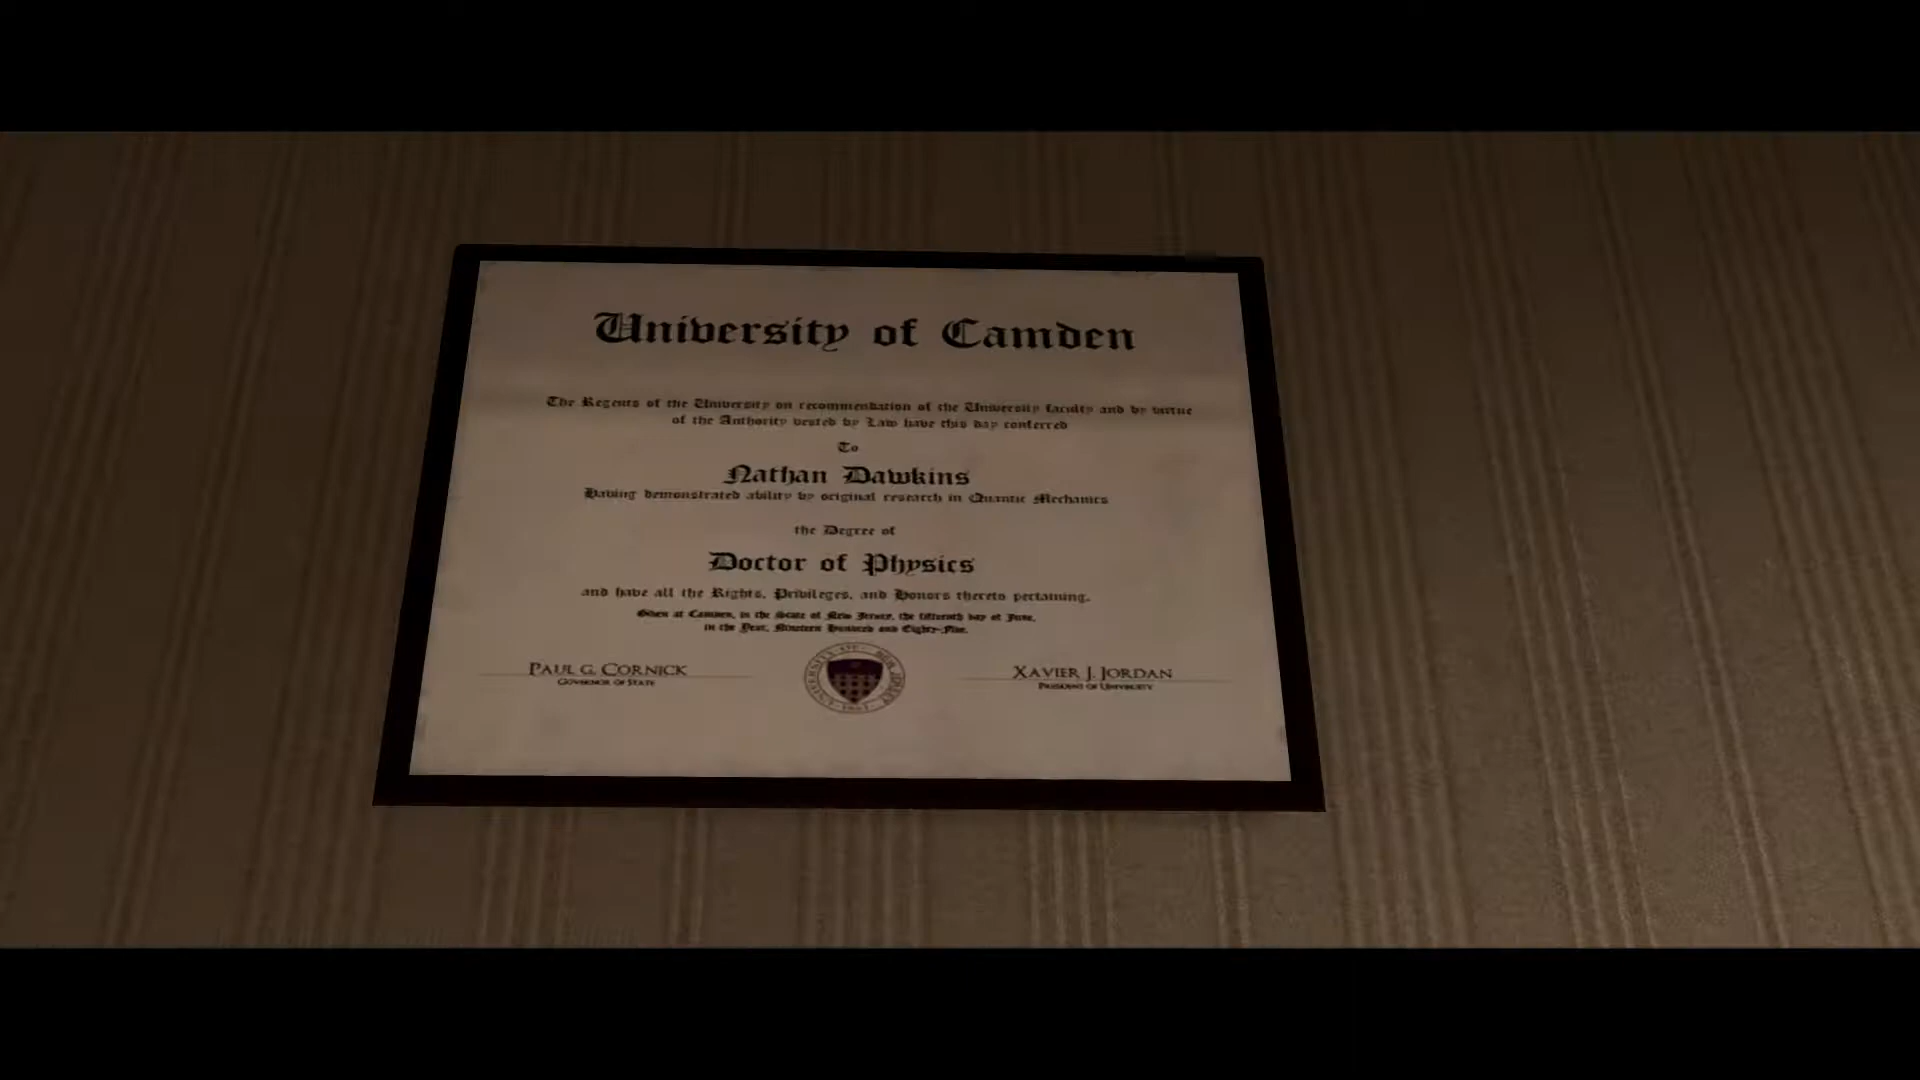 University of Camden
The Regents of the University on recommendation of the University faculty and by virtue
of the Authority vested by Law have this day conferred
To
Nathan Dawkins
Having demonstrated ability by original research in Quantic Mechanics
the Degree of
Doctor of Physics
and have all the Rights, Privileges, and Honors thereto pertaining.
Given at Camden, in the State of New Jersey, the fifteenth day of June,
in the Year, Nineteen Hundred and Eighty-Five.
PAUL G. CORNICK
GOVERNOR OF STATE
XAVIER J. JORDAN
PRESIDENT OF UNIVERSITY
UNIVERSITY OF NEW JERSEY